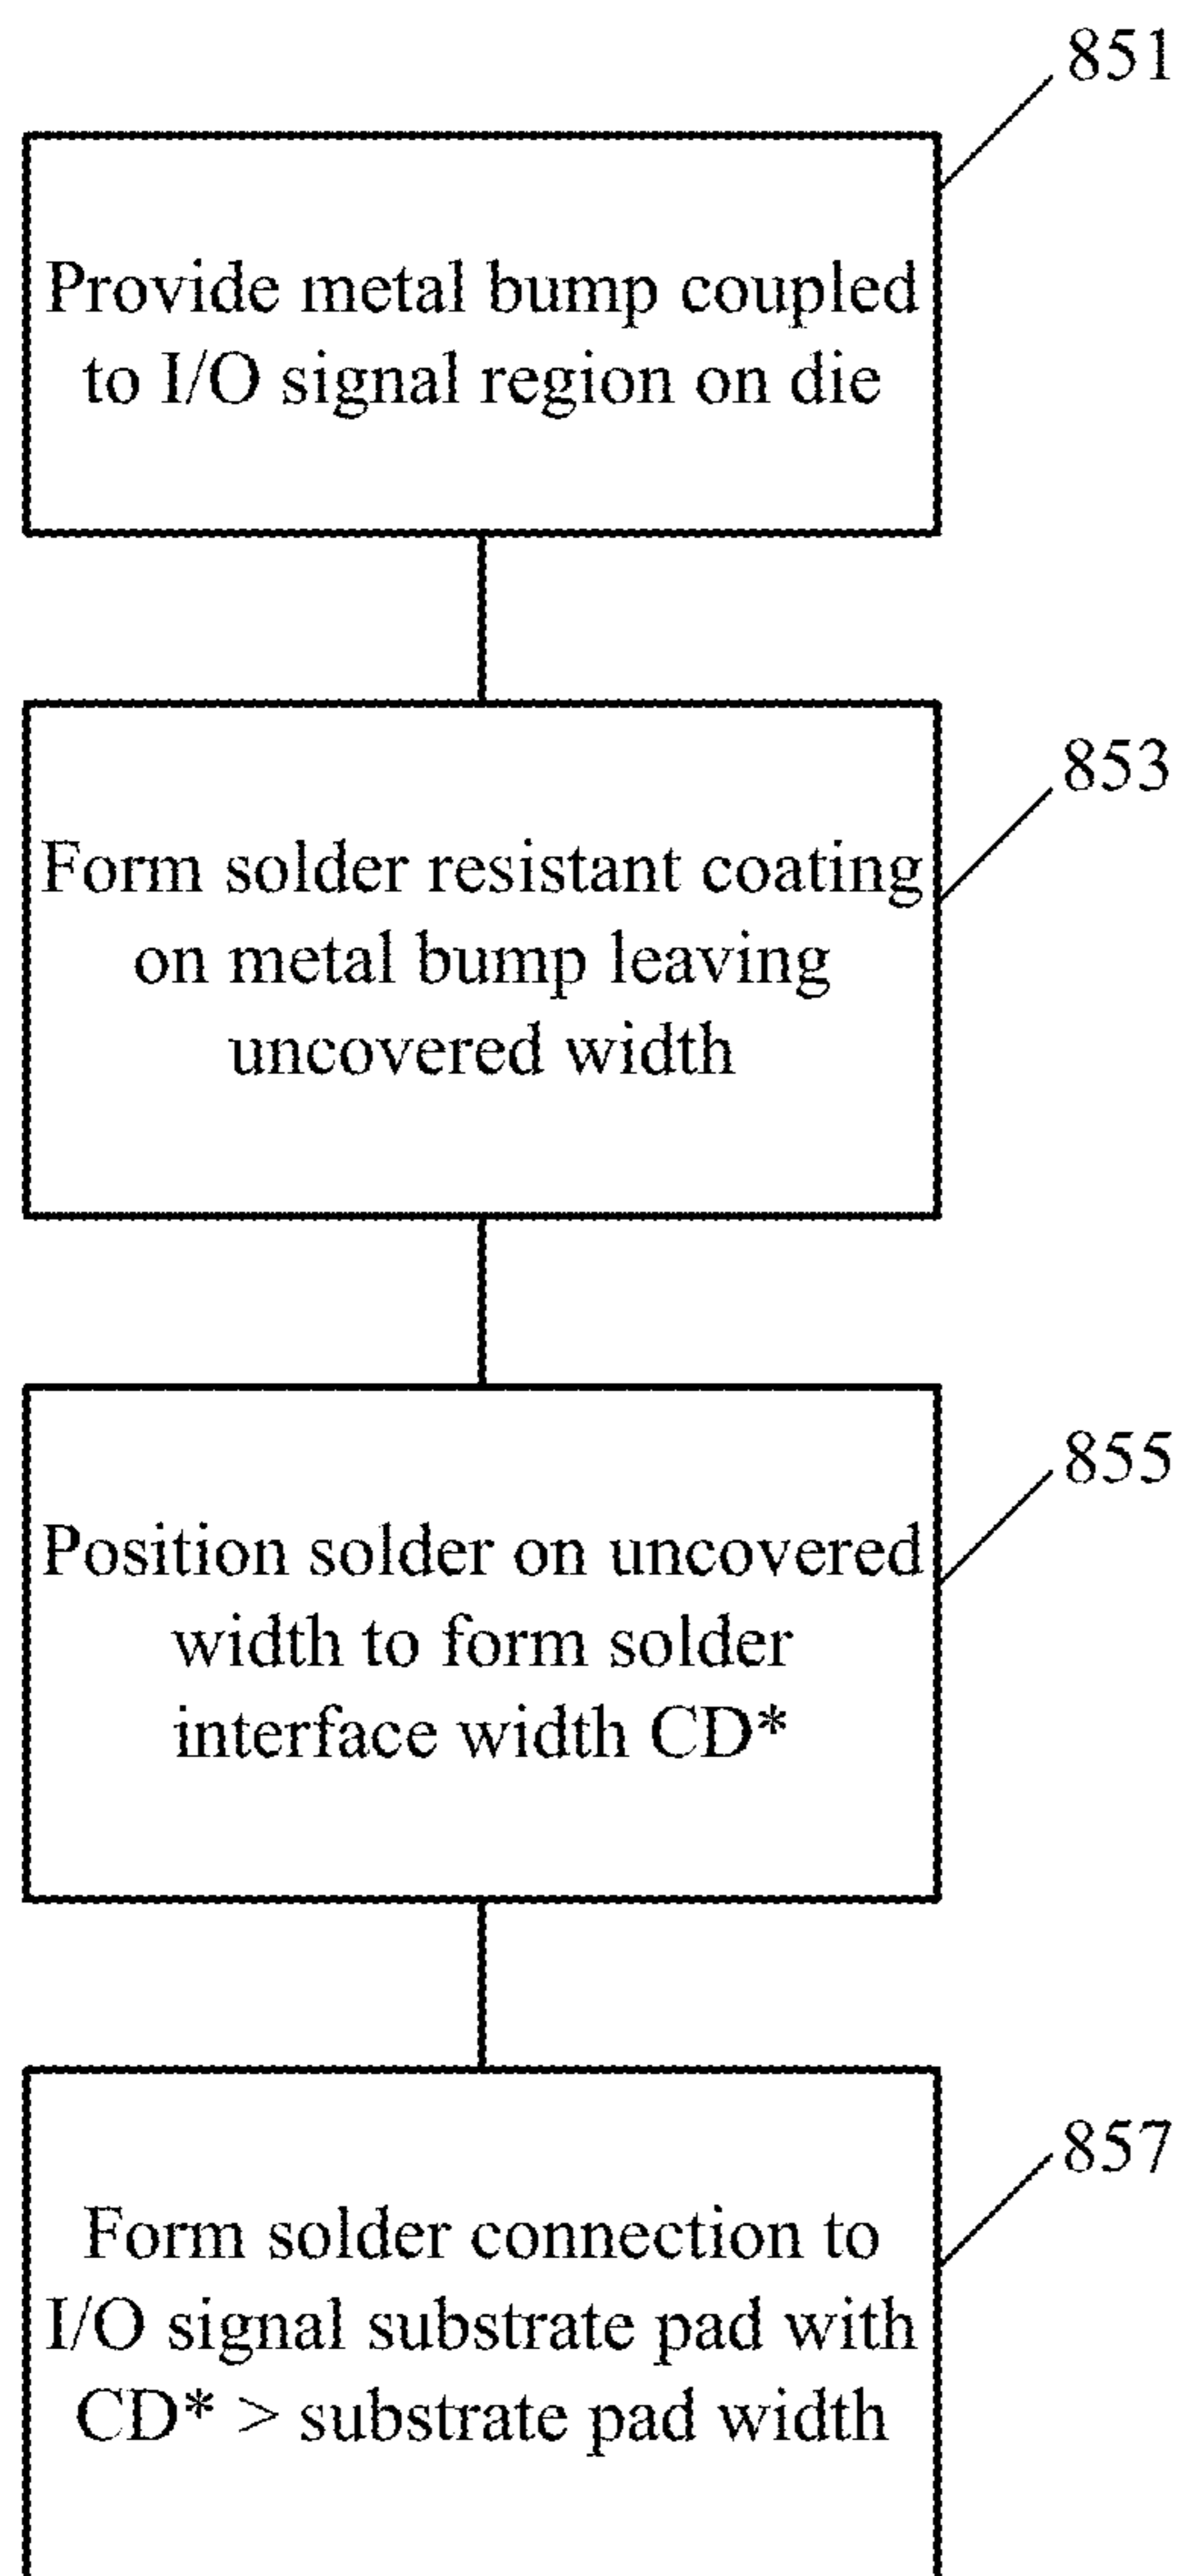 851
Provide metal bump coupled
to I/O signal region on die
853
Form solder resistant coating
on metal bump leaving
uncovered width
855
Position solder on uncovered
width to form solder
interface width CD*
857
Form solder connection to
I/O signal substrate pad with
CD* > substrate pad width